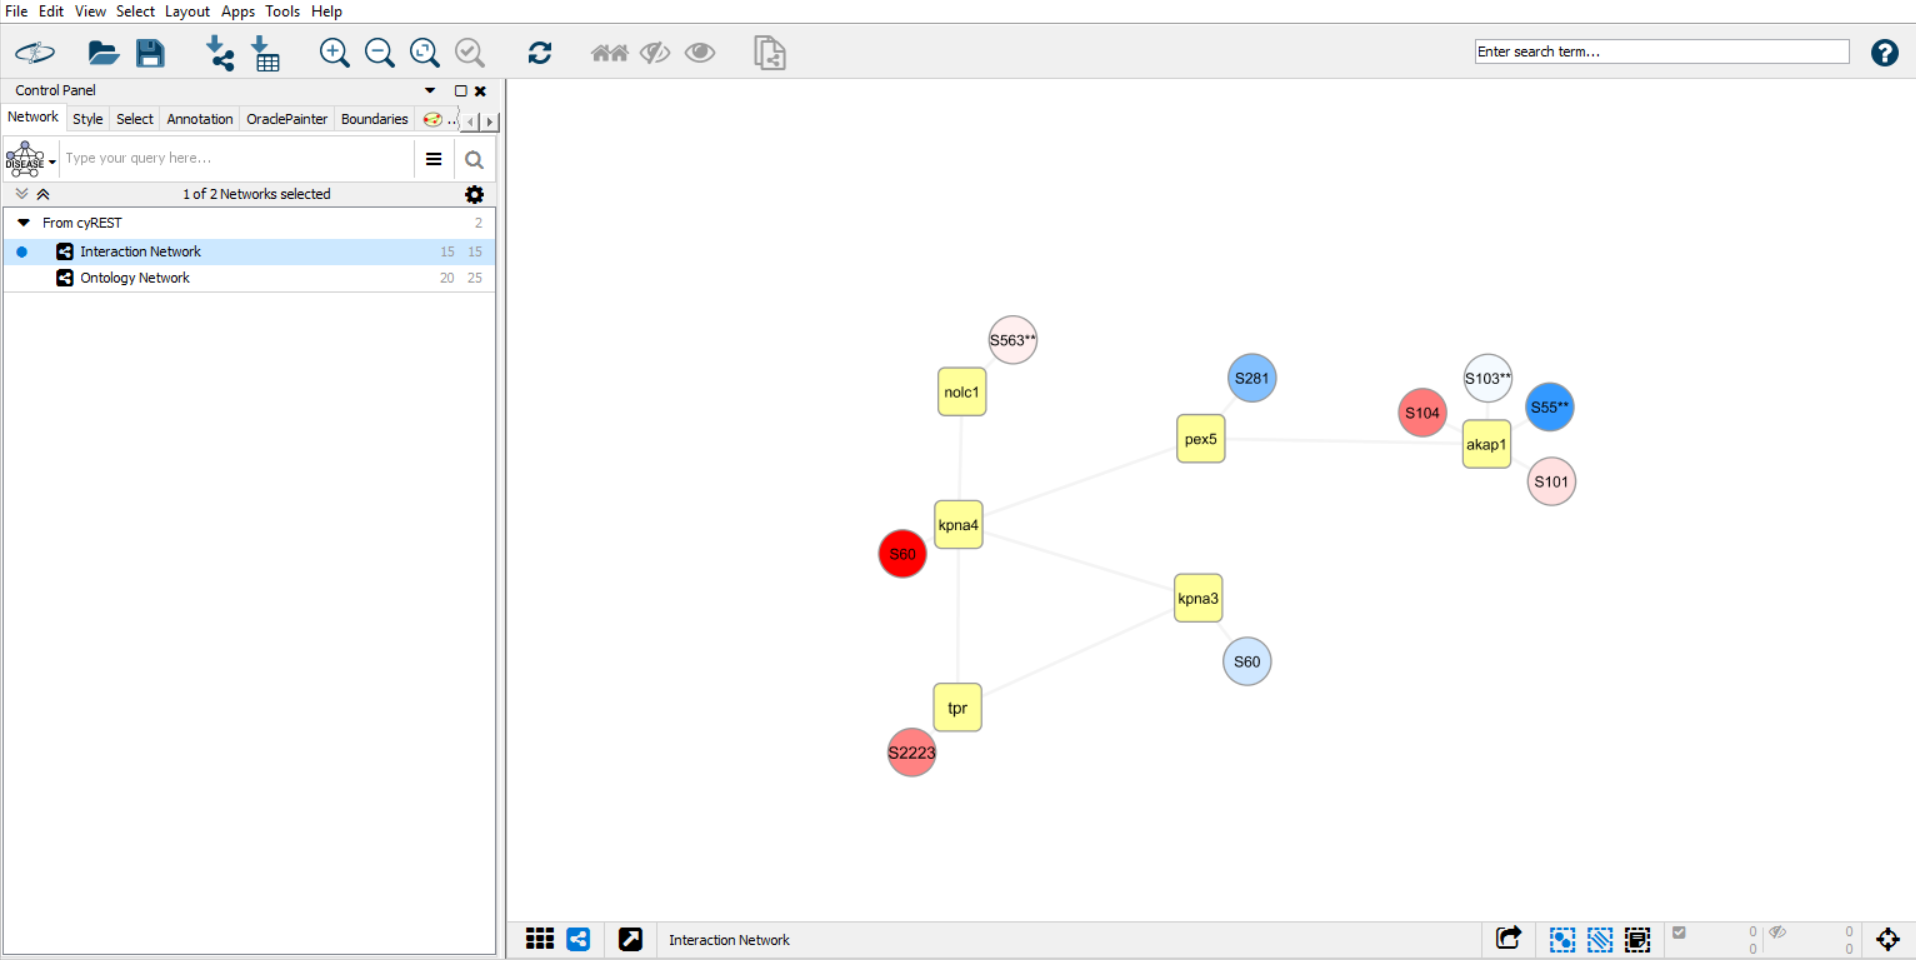 File Edit View Select Layout Apps Tools Help
Enter search term...
Control Panel
Network Style Select Annotation OraclePainter Boundaries ..
DISEASE Type your query here...
1 of 2 Networks selected
From cyREST 2
Interaction Network 15 15
Ontology Network 20 25
S563**
nolc1
S281
S103**
S104
S55**
pex5
akap1
S101
kpna4
S60
kpna3
S60
tpr
S2223
Interaction Network
0 0
0 0